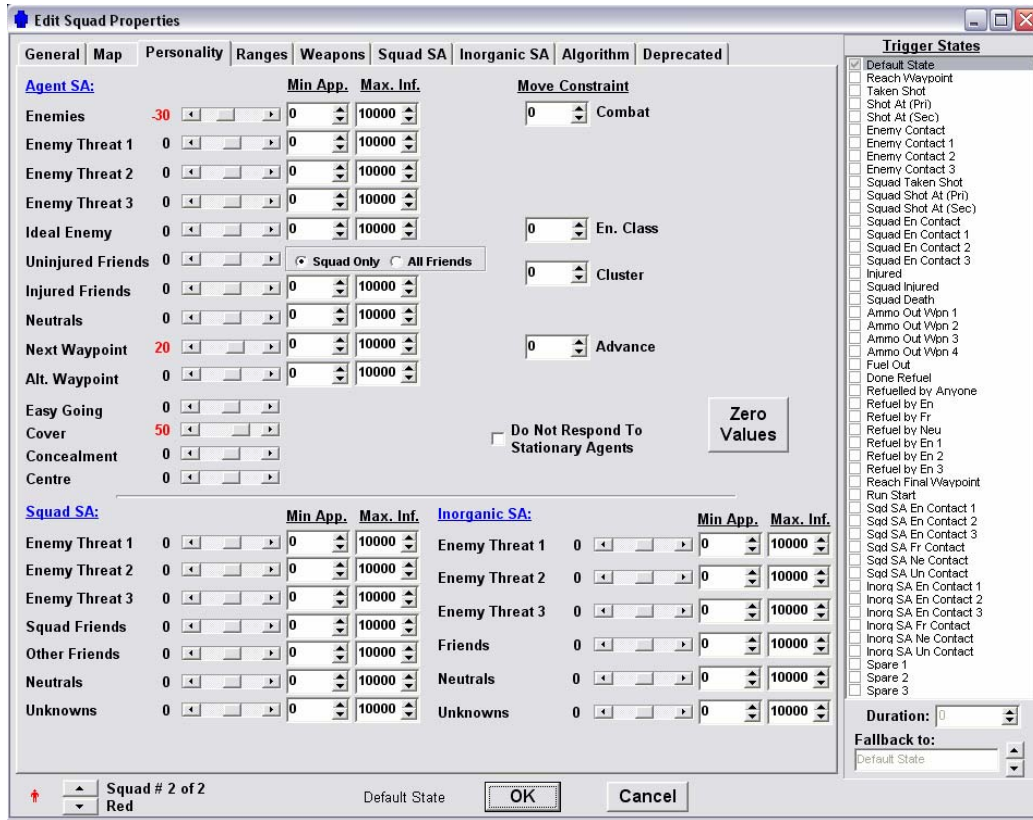 Edit Squad Properties
General Map Personality Ranges Weapons Squad SA Inorganic SA Algorithm Deprecated
Agent SA: Min App. Max. Inf. Move Constraint
Enemies -30 0 10000 0 Combat
Enemy Threat 1 0 0 10000
Enemy Threat 2 0 0 10000
Enemy Threat 3 0 0 10000
Ideal Enemy 0 0 10000 0 En. Class
Uninjured Friends 0 Squad Only All Friends
0 Cluster
Injured Friends 0 0 10000
Neutrals 0 0 10000
Next Waypoint 20 0 10000 0 Advance
Alt. Waypoint 0 0 10000
Easy Going 0
Cover 50
Concealment 0
Centre 0
Do Not Respond To
Stationary Agents
Zero
Values
Squad SA: Min App. Max. Inf.
Enemy Threat 1 0 0 10000
Enemy Threat 2 0 0 10000
Enemy Threat 3 0 0 10000
Squad Friends 0 0 10000
Other Friends 0 0 10000
Neutrals 0 0 10000
Unknowns 0 0 10000
Inorganic SA: Min App. Max. Inf.
Enemy Threat 1 0 0 10000
Enemy Threat 2 0 0 10000
Enemy Threat 3 0 0 10000
Friends 0 0 10000
Neutrals 0 0 10000
Unknowns 0 0 10000
Trigger States
Default State
Reach Waypoint
Taken Shot
Shot At (Pri)
Shot At (Sec)
Enemy Contact
Enemy Contact 1
Enemy Contact 2
Enemy Contact 3
Squad Taken Shot
Squad Shot At (Pri)
Squad Shot At (Sec)
Squad En Contact
Squad En Contact 1
Squad En Contact 2
Squad En Contact 3
Injured
Squad Injured
Squad Death
Ammo Out Wpn 1
Ammo Out Wpn 2
Ammo Out Wpn 3
Ammo Out Wpn 4
Fuel Out
Done Refuel
Refuelled by Anyone
Refuel by En
Refuel by Fr
Refuel by Neu
Refuel by En 1
Refuel by En 2
Refuel by En 3
Reach Final Waypoint
Run Start
Sqd SA En Contact 1
Sqd SA En Contact 2
Sqd SA En Contact 3
Sqd SA Fr Contact
Sqd SA Ne Contact
Sqd SA Un Contact
Inorg SA En Contact 1
Inorg SA En Contact 2
Inorg SA En Contact 3
Inorg SA Fr Contact
Inorg SA Ne Contact
Inorg SA Un Contact
Spare 1
Spare 2
Spare 3
Duration: 0
Fallback to:
Default State
Squad # 2 of 2
Red
Default State OK Cancel